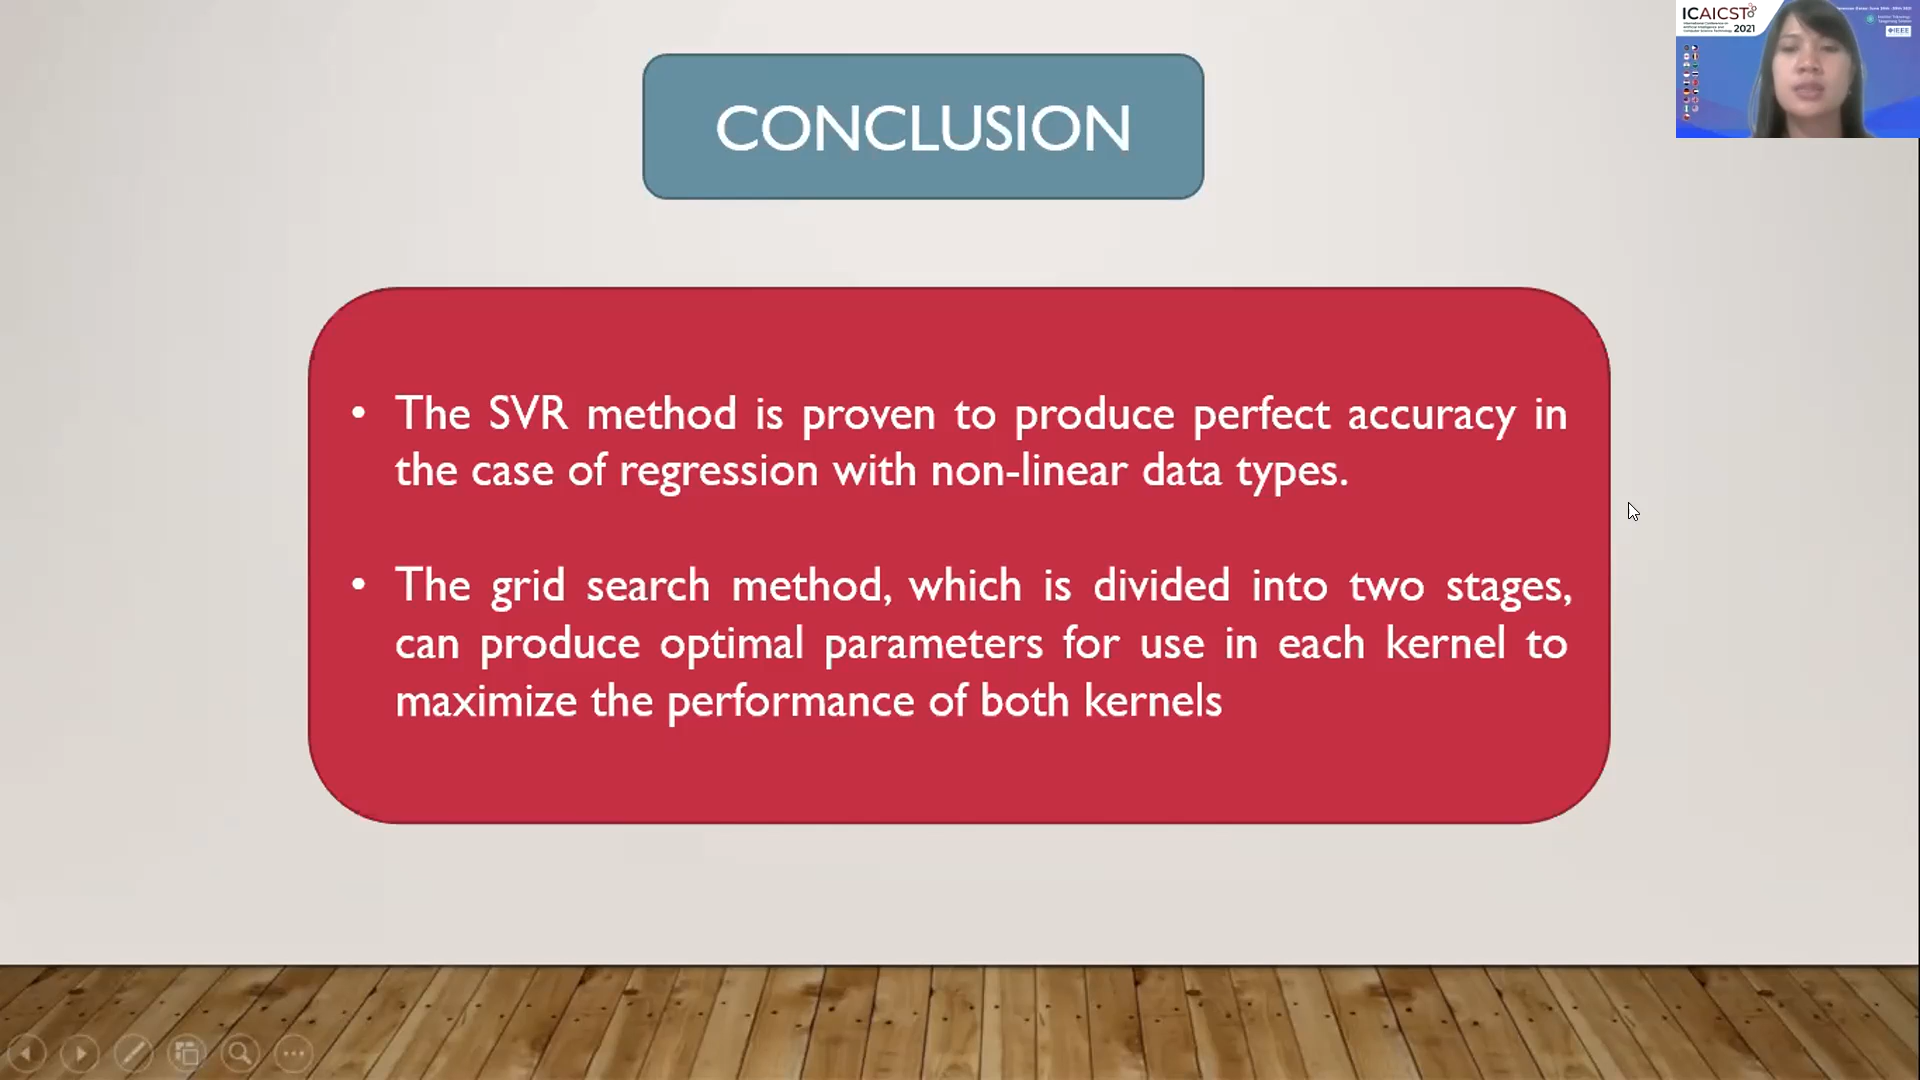 CONCLUSION
• The SVR method is proven to produce perfect accuracy in
the case of regression with non-linear data types.
• The grid search method, which is divided into two stages,
can produce optimal parameters for use in each kernel to
maximize the performance of both kernels
ICAICST
2021
IEEE